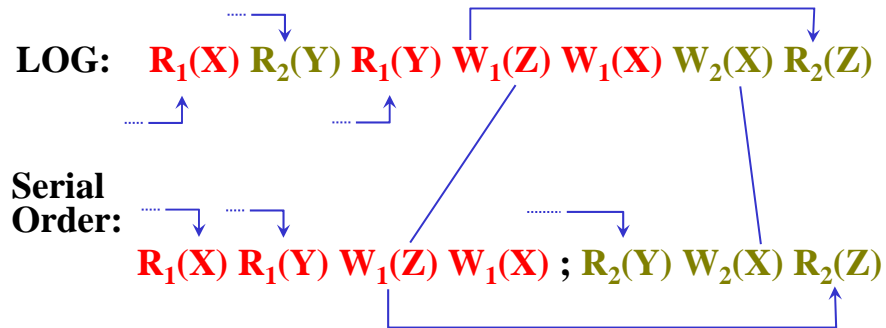 LOG: R₁(X) R₂(Y) R₁(Y) W₁(Z) W₁(X) W₂(X) R₂(Z)
Serial
Order:
R₁(X) R₁(Y) W₁(Z) W₁(X) ; R₂(Y) W₂(X) R₂(Z)